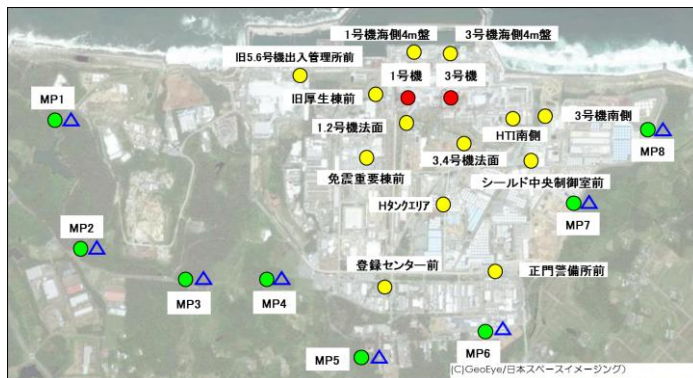 1号機海側4m盤
3号機海側4m盤
旧5.6号機出入管理所前
1号機
3号機
MP1
旧厚生棟前
3号機南側
1.2号機法面
HTI南側
MP8
3.4号機法面
免震重要棟前
シールド中央制御室前
Hタンクエリア
MP7
MP2
登録センター前
正門警備所前
MP3
MP4
MP5
MP6
(C)GeoEye/日本スペースイメージング)